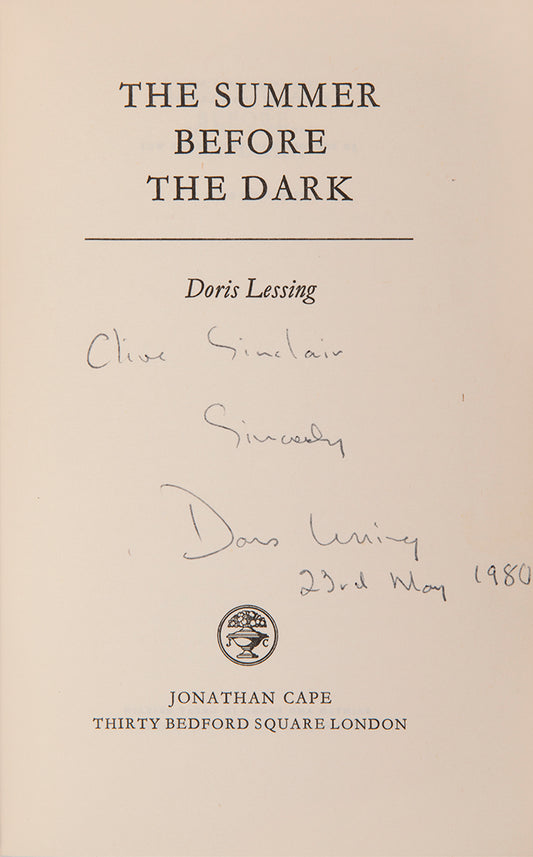 THE SUMMER
BEFORE
THE DARK
Doris Lessing
Clive Sinclair
Sincerely
Doris Lessing
23rd May 1980
J C
JONATHAN CAPE
THIRTY BEDFORD SQUARE LONDON